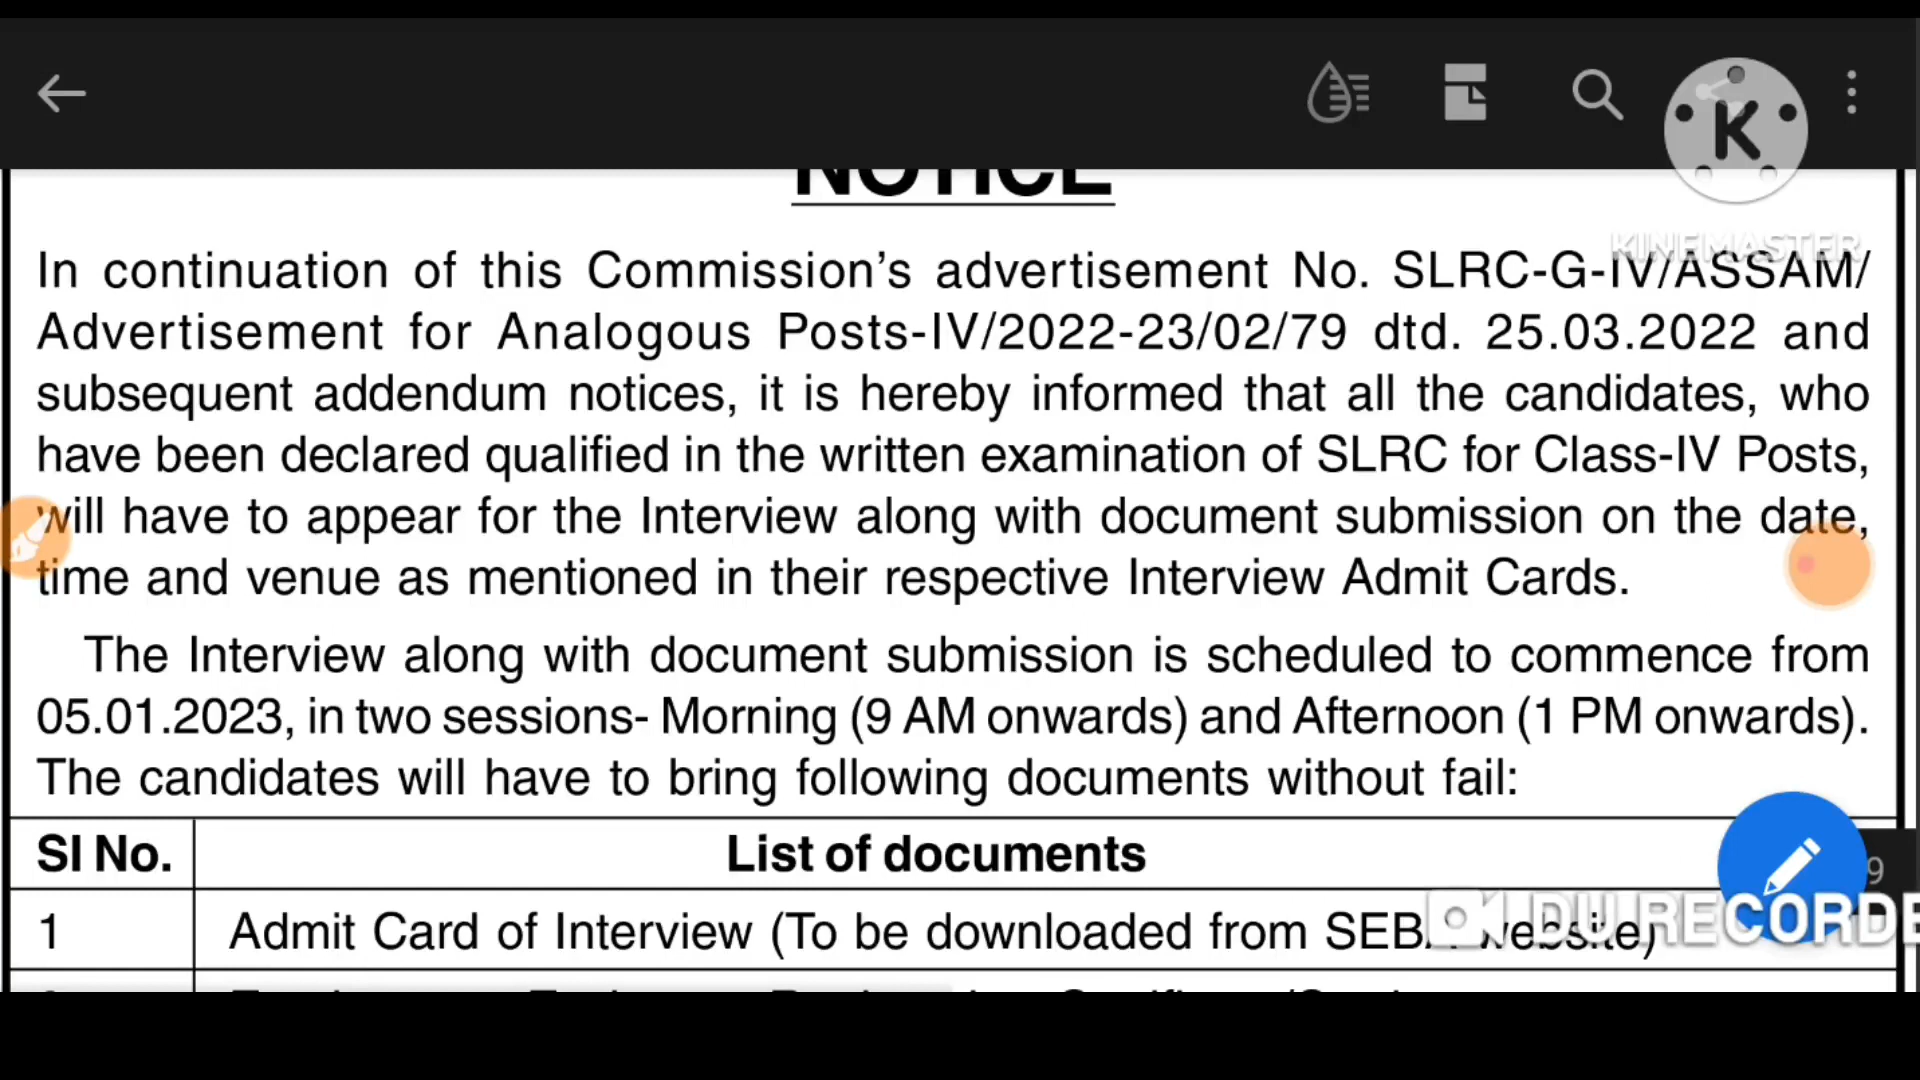 NOTICE
K
KINEMASTER
In continuation of this Commission's advertisement No. SLRC-G-IV/ASSAM/
Advertisement for Analogous Posts-IV/2022-23/02/79 dtd. 25.03.2022 and
subsequent addendum notices, it is hereby informed that all the candidates, who
have been declared qualified in the written examination of SLRC for Class-IV Posts,
will have to appear for the Interview along with document submission on the date,
time and venue as mentioned in their respective Interview Admit Cards.
The Interview along with document submission is scheduled to commence from
05.01.2023, in two sessions- Morning (9 AM onwards) and Afternoon (1 PM onwards).
The candidates will have to bring following documents without fail:
Sl No. List of documents
9
1 Admit Card of Interview (To be downloaded from SEBA website)
DU RECORDE